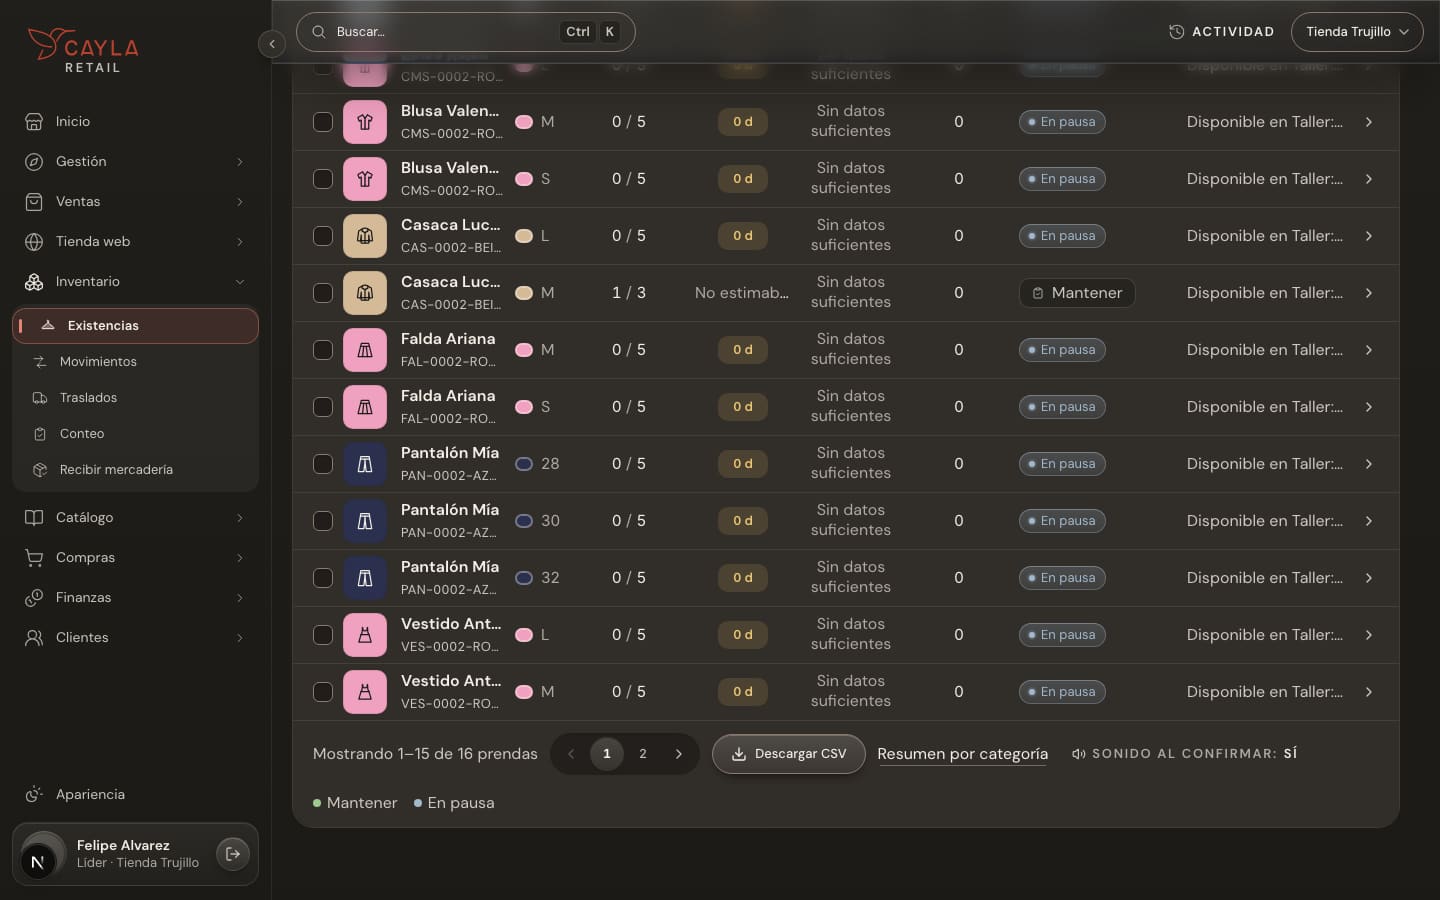 CAYLA
RETAIL
Buscar...
Ctrl K
ACTIVIDAD
Tienda Trujillo
Inicio
Gestión
Ventas
Tienda web
Inventario
Existencias
Movimientos
Traslados
Conteo
Recibir mercadería
Catálogo
Compras
Finanzas
Clientes
Apariencia
Felipe Alvarez
Líder · Tienda Trujillo
N
CMS-0002-RO...
suficientes
Blusa Valen...
CMS-0002-RO...
M
0 / 5
0 d
Sin datos
suficientes
0
En pausa
Disponible en Taller:...
Blusa Valen...
CMS-0002-RO...
S
0 / 5
0 d
Sin datos
suficientes
0
En pausa
Disponible en Taller:...
Casaca Luc...
CAS-0002-BEI...
L
0 / 5
0 d
Sin datos
suficientes
0
En pausa
Disponible en Taller:...
Casaca Luc...
CAS-0002-BEI...
M
1 / 3
No estimab...
Sin datos
suficientes
0
Mantener
Disponible en Taller:...
Falda Ariana
FAL-0002-RO...
M
0 / 5
0 d
Sin datos
suficientes
0
En pausa
Disponible en Taller:...
Falda Ariana
FAL-0002-RO...
S
0 / 5
0 d
Sin datos
suficientes
0
En pausa
Disponible en Taller:...
Pantalón Mía
PAN-0002-AZ...
28
0 / 5
0 d
Sin datos
suficientes
0
En pausa
Disponible en Taller:...
Pantalón Mía
PAN-0002-AZ...
30
0 / 5
0 d
Sin datos
suficientes
0
En pausa
Disponible en Taller:...
Pantalón Mía
PAN-0002-AZ...
32
0 / 5
0 d
Sin datos
suficientes
0
En pausa
Disponible en Taller:...
Vestido Ant...
VES-0002-RO...
L
0 / 5
0 d
Sin datos
suficientes
0
En pausa
Disponible en Taller:...
Vestido Ant...
VES-0002-RO...
M
0 / 5
0 d
Sin datos
suficientes
0
En pausa
Disponible en Taller:...
Mostrando 1–15 de 16 prendas
1 2
Descargar CSV
Resumen por categoría
SONIDO AL CONFIRMAR: SÍ
Mantener
En pausa